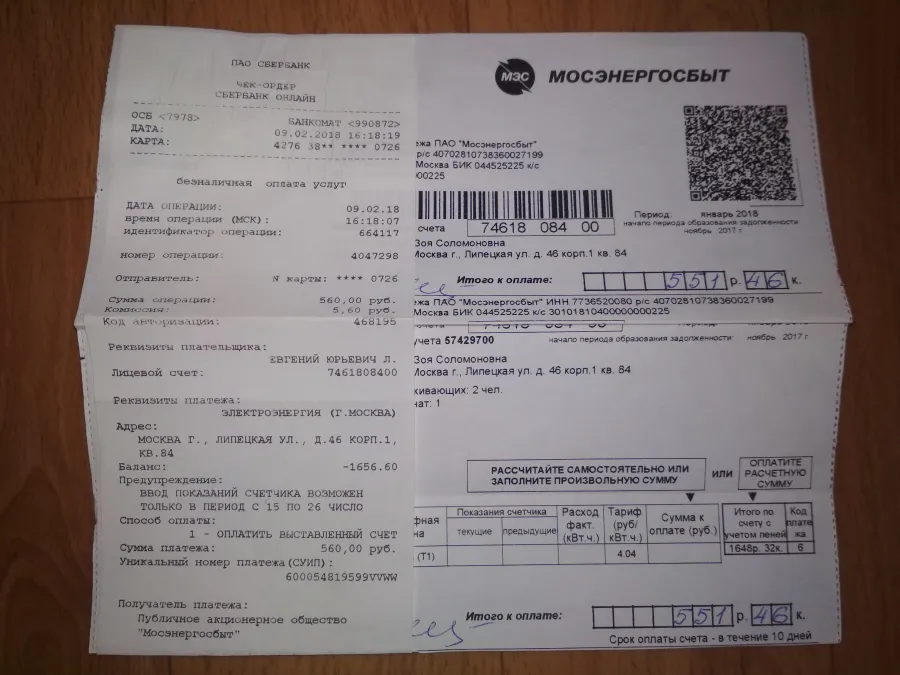 ПАО СБЕРБАНК
ЧЕК-ОРДЕР
СБЕРБАНК ОНЛАЙН
ОСБ <7978> БАНКОМАТ <990872>
ДАТА: 09.02.2018 16:18:19
КАРТА: 4276 38** **** 0726
безналичная оплата услуг
ДАТА ОПЕРАЦИИ: 09.02.18
время операции (МСК): 16:18:07
идентификатор операции: 664117
номер операции: 4047298
Отправитель: N карты: **** 0726
Сумма операции: 560,00 руб.
Комиссия: 5,60 руб.
Код авторизации: 468195
Реквизиты плательщика:
ЕВГЕНИЙ ЮРЬЕВИЧ Л.
Лицевой счет: 7461808400
Реквизиты платежа:
ЭЛЕКТРОЭНЕРГИЯ (Г.МОСКВА)
Адрес:
МОСКВА Г., ЛИПЕЦКАЯ УЛ., Д.46 КОРП.1,
КВ.84
Баланс: -1656.60
Предупреждение:
ВВОД ПОКАЗАНИЙ СЧЕТЧИКА ВОЗМОЖЕН
ТОЛЬКО В ПЕРИОД С 15 ПО 26 ЧИСЛО
Способ оплаты:
1 - ОПЛАТИТЬ ВЫСТАВЛЕННЫЙ СЧЕТ
Сумма платежа: 560,00 руб.
Уникальный номер платежа(СУИП):
600054819599VVWW
Получатель платежа:
Публичное акционерное общество
"Мосэнергосбыт"
МЭС МОСЭНЕРГОСБЫТ
ежа ПАО "Мосэнергосбыт"
р/с 40702810738360027199
Москва БИК 044525225 к/с
000225
счета 74618 084 00
Период: январь 2018
начало периода образования задолженности
ноябрь 2017 г
Зоя Соломоновна
Москва г., Липецкая ул. д. 46 корп.1 кв. 84
Итого к оплате: 551 р. 46 к.
ежа ПАО "Мосэнергосбыт" ИНН 7736520080 р/с 40702810738360027199
Москва БИК 044525225 к/с 30101810400000000225
счета 74618 084 00
учета 57429700 начало периода образования задолженности: ноябрь 2017 г
Зоя Соломоновна
Москва г., Липецкая ул. д. 46 корп.1 кв. 84
живающих: 2 чел.
нат: 1
РАССЧИТАЙТЕ САМОСТОЯТЕЛЬНО ИЛИ
ЗАПОЛНИТЕ ПРОИЗВОЛЬНУЮ СУММУ
ИЛИ
ОПЛАТИТЕ
РАСЧЕТНУЮ
СУММУ
фная
на
Показания счетчика
текущие предыдущие
Расход
факт.
(кВт.ч.)
Тариф
(руб/
кВт.ч.)
Сумма к
оплате (руб.)
Итого по
счету с
учетом пеней
Код
плате
жа
(Т1) 4.04 1648р. 32к. 6
Итого к оплате: 551 р. 46 к.
Срок оплаты счета - в течение 10 дней